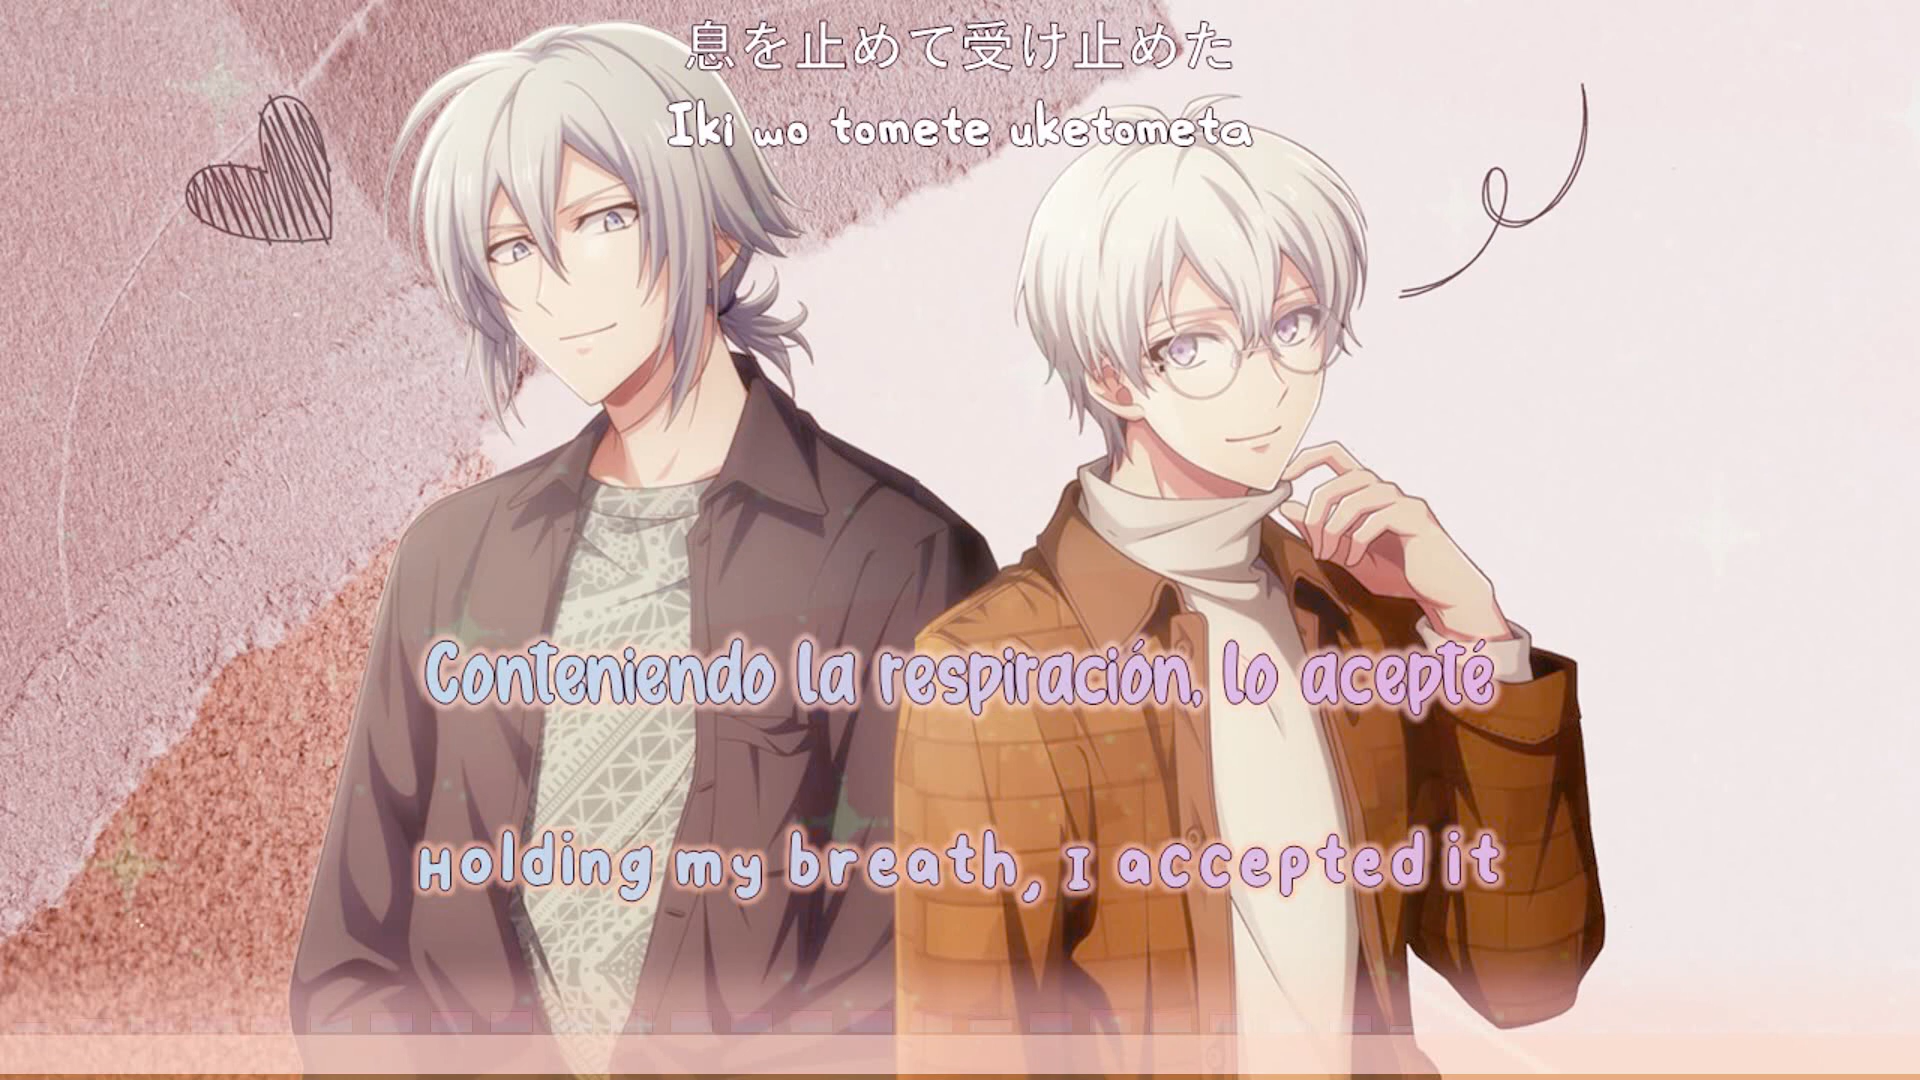 息を止めて受け止めた
Iki wo tomete uketometa
Conteniendo la respiración, lo acepté
Holding my breath, I accepted it